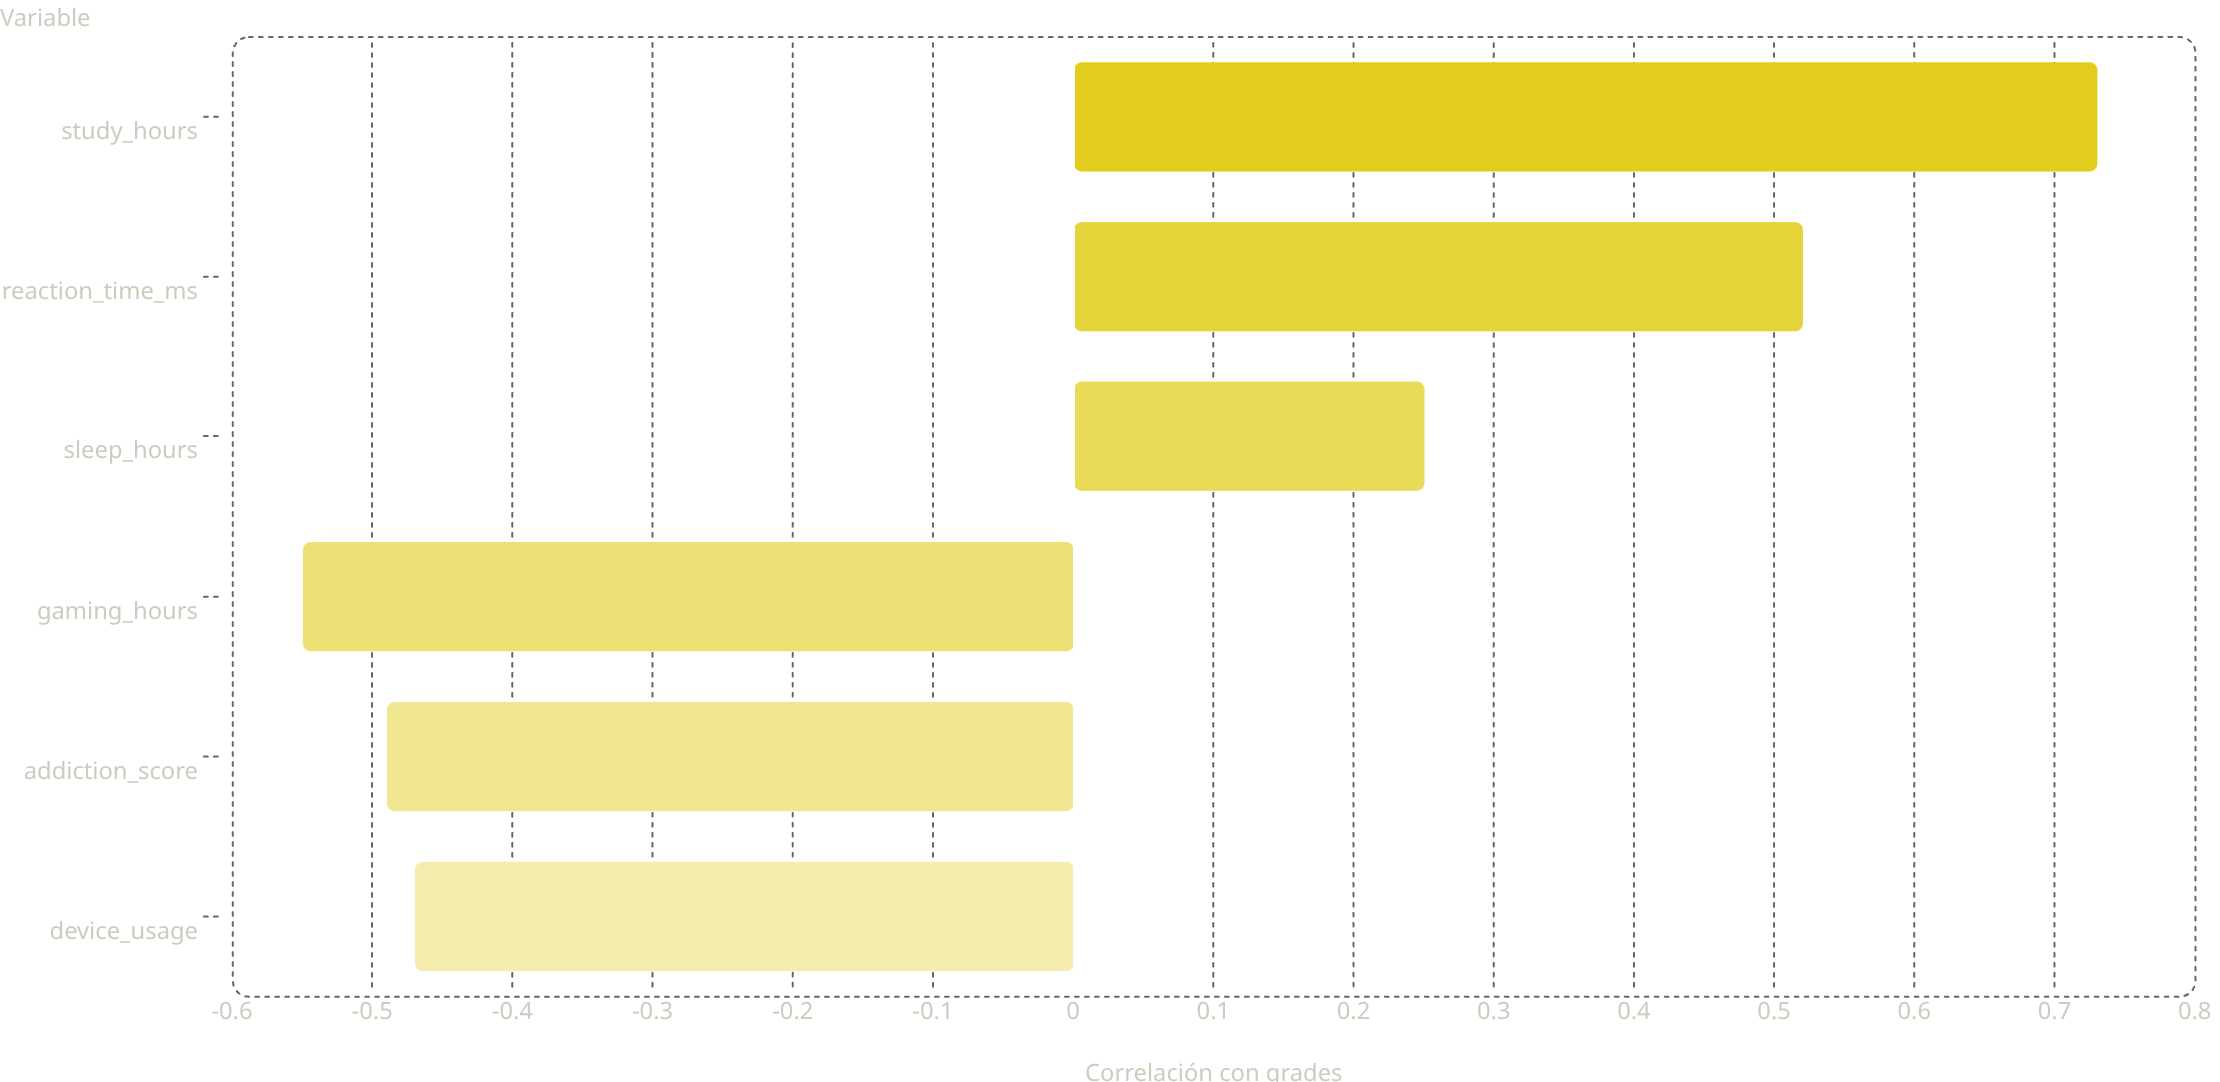 Variable
study_hours
reaction_time_ms
sleep_hours
gaming_hours
addiction_score
device_usage
-0.6 -0.5 -0.4 -0.3 -0.2 -0.1 0 0.1 0.2 0.3 0.4 0.5 0.6 0.7 0.8
Correlación con grades